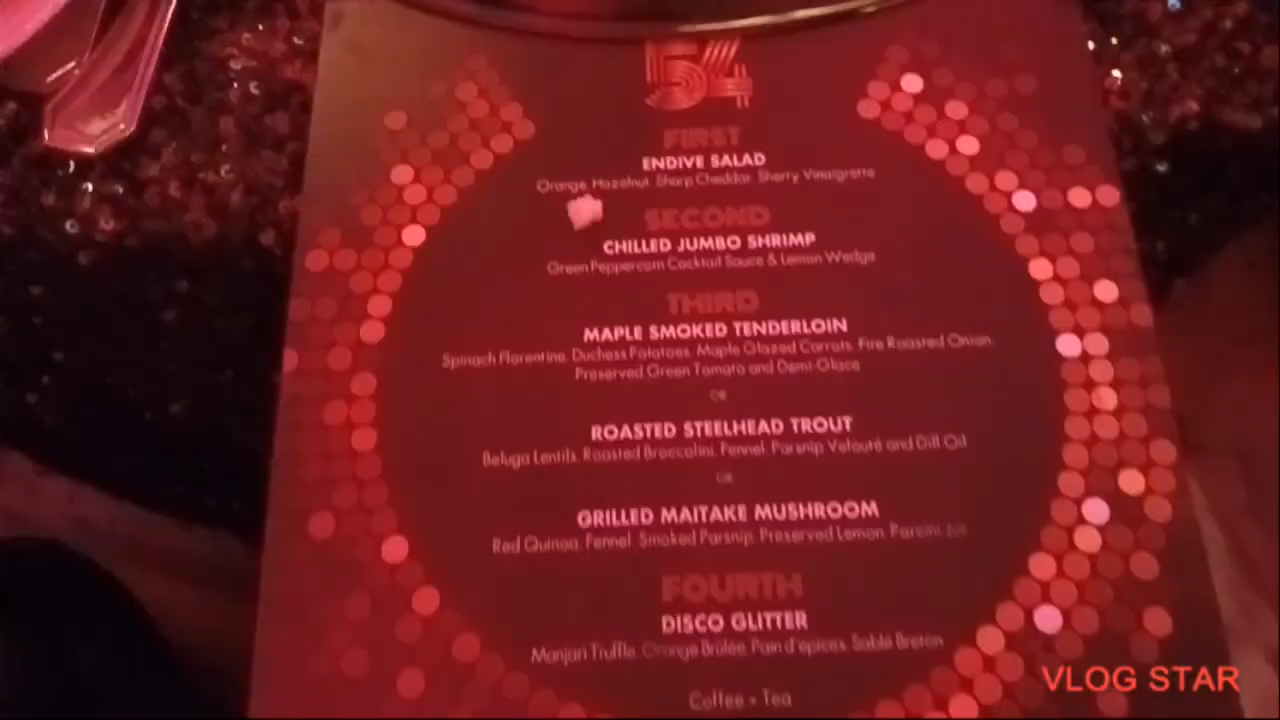 54
FIRST
ENDIVE SALAD
Orange, Hazelnut, Sharp Cheddar, Sherry Vinaigrette
SECOND
CHILLED JUMBO SHRIMP
Green Peppercorn Cocktail Sauce & Lemon Wedge
THIRD
MAPLE SMOKED TENDERLOIN
Spinach Florentine, Duchess Potatoes, Maple Glazed Carrots, Fire Roasted Onion,
Preserved Green Tomato and Demi-Glace
OR
ROASTED STEELHEAD TROUT
Beluga Lentils, Roasted Broccolini, Fennel, Parsnip Velouté and Dill Oil
OR
GRILLED MAITAKE MUSHROOM
Red Quinoa, Fennel, Smoked Parsnip, Preserved Lemon, Porcini
FOURTH
DISCO GLITTER
Manjari Truffle, Orange Brûlée, Pain d'epices, Sablé Breton
Coffee + Tea
VLOG STAR